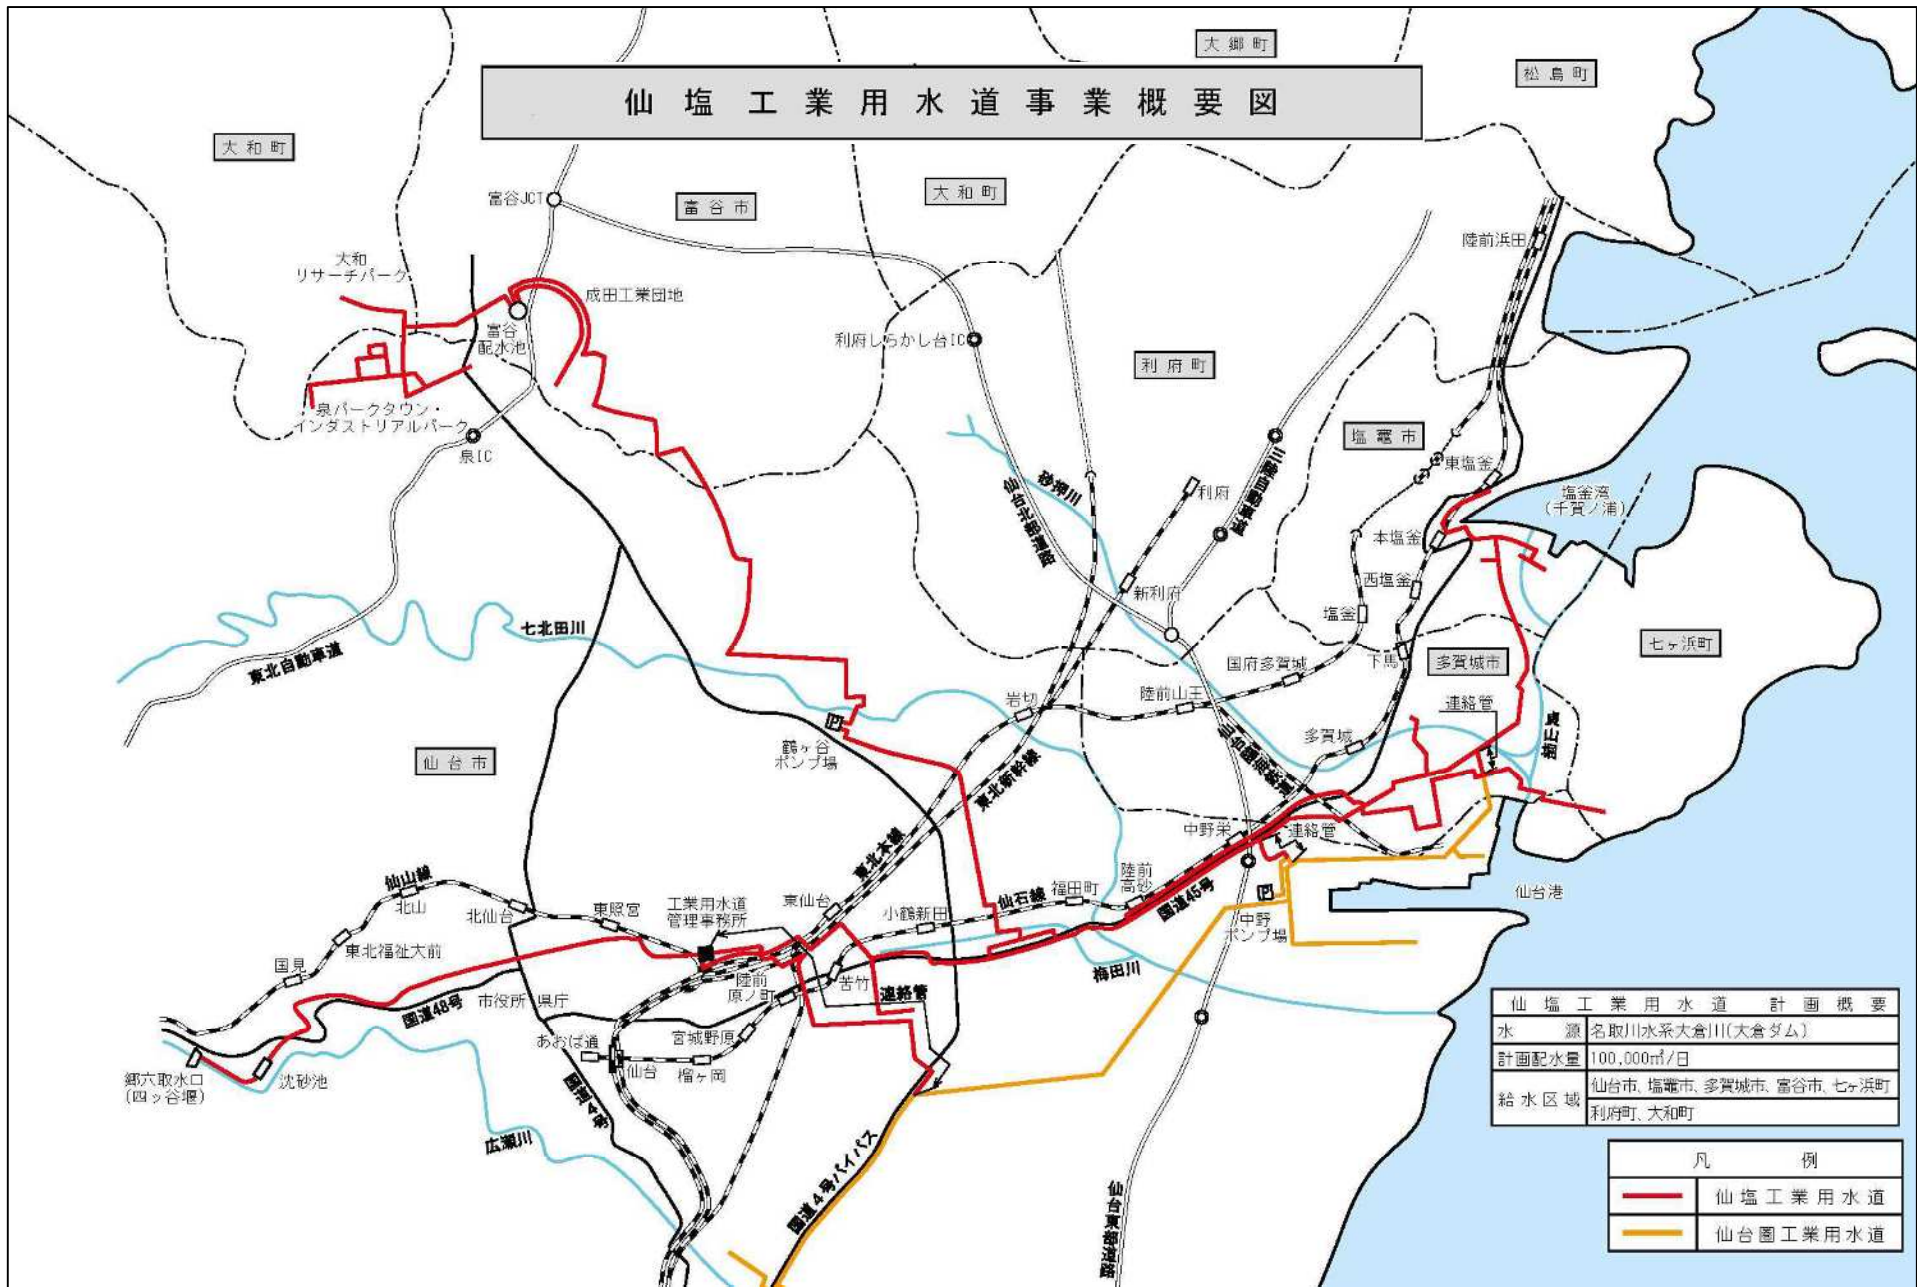 大郷町
松島町
仙塩工業用水道事業概要図
大和町
大和町
富谷JCT
富谷市
陸前浜田
大和
リサーチパーク
成田工業団地
富谷
配水池
利府しらかし台IC
利府町
泉パークタウン・
インダストリアルパーク
泉IC
塩竈市
東塩釜
砂押川
利府
仙台北部道路
三陸自動車道
塩釜湾
(千賀ノ浦)
本塩釜
西塩釜
新利府
塩釜
七北田川
東北自動車道
国府多賀城
下馬
多賀城市
七ヶ浜町
岩切
陸前山王
連絡管
貞山堀
鶴ヶ谷
ポンプ場
仙台市
東北新幹線
仙台臨海鉄道
多賀城
東北本線
中野栄
連絡管
仙山線
北山
北仙台
東照宮
工業用水道
管理事務所
東仙台
小鶴新田
仙石線
福田町
陸前
高砂
国道45号
中野
ポンプ場
仙台港
東北福祉大前
国見
国道48号
市役所
県庁
陸前
原ノ町
苦竹
連絡管
梅田川
あおば通
仙台
榴ヶ岡
宮城野原
郷六取水口
(四ッ谷堰)
沈砂池
国道4号
広瀬川
国道4号バイパス
仙台東部道路
仙塩工業用水道 計画概要
水源 名取川水系大倉川(大倉ダム)
計画配水量 100,000㎥/日
給水区域 仙台市、塩竈市、多賀城市、富谷市、七ヶ浜町
利府町、大和町
凡例
仙塩工業用水道
仙台圏工業用水道